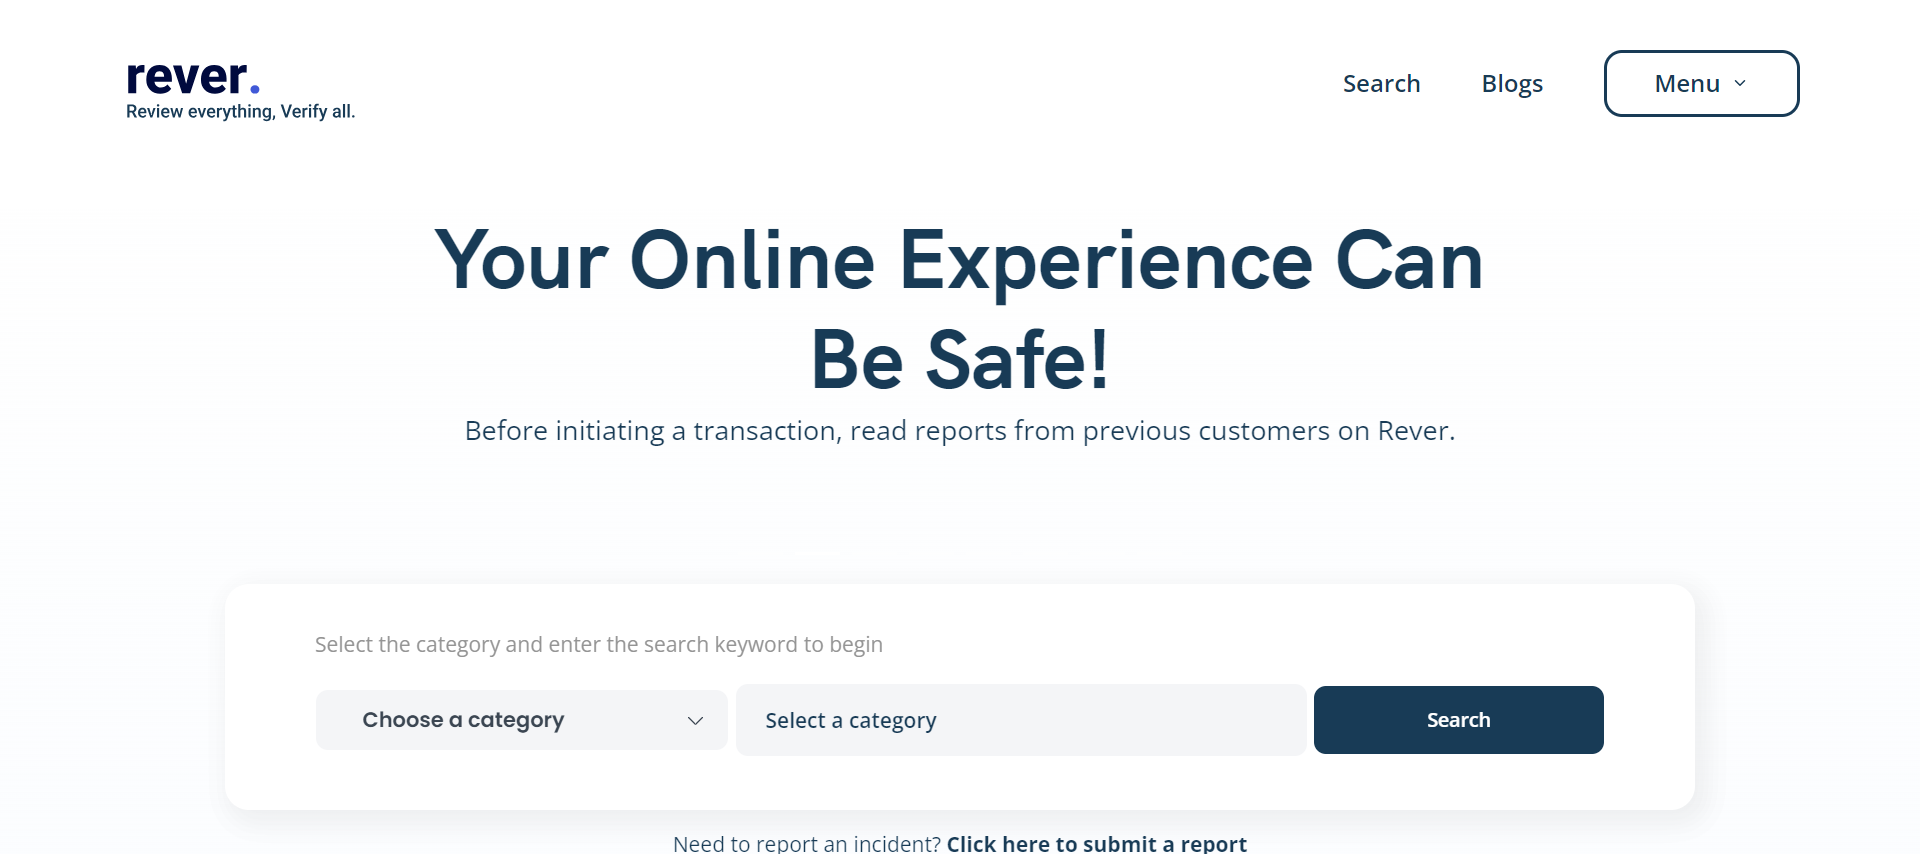 rever.
Review everything, Verify all.
Search
Blogs
Menu
Your Online Experience Can
Be Safe!
Before initiating a transaction, read reports from previous customers on Rever.
Select the category and enter the search keyword to begin
Choose a category
Select a category
Search
Need to report an incident? Click here to submit a report